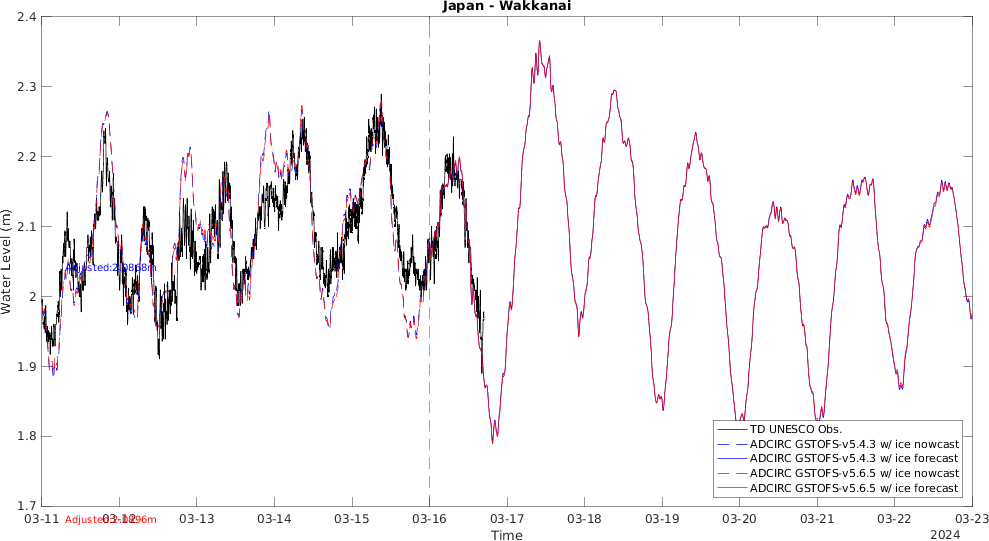 Japan - Wakkanai
Water Level (m)
2.4
2.3
2.2
2.1
2
1.9
1.8
1.7
TD UNESCO Obs.
ADCIRC GSTOFS-v5.4.3 w/ ice nowcast
ADCIRC GSTOFS-v5.4.3 w/ ice forecast
ADCIRC GSTOFS-v5.6.5 w/ ice nowcast
ADCIRC GSTOFS-v5.6.5 w/ ice forecast
03-11 03-12 03-13 03-14 03-15 03-16 03-17 03-18 03-19 03-20 03-21 03-22 03-23
Time
2024